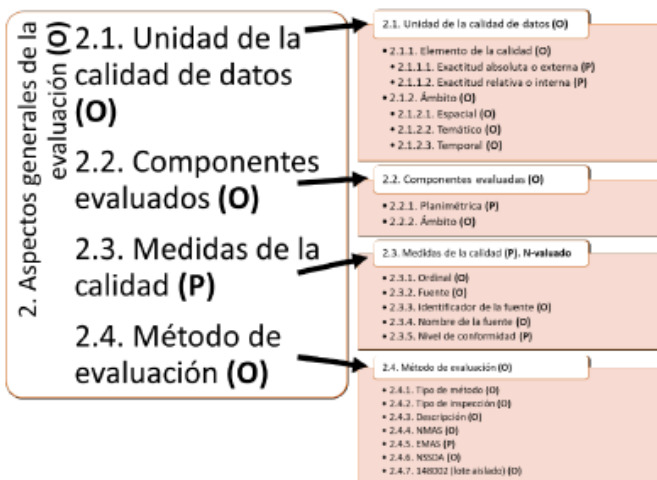 2. Aspectos generales de la
evaluación (O)
2.1. Unidad de la
calidad de datos
(O)
2.2. Componentes
evaluados (O)
2.3. Medidas de la
calidad (P)
2.4. Método de
evaluación (O)
2.1. Unidad de la calidad de datos (O)
• 2.1.1. Elemento de la calidad (O)
• 2.1.1.1. Exactitud absoluta o externa (P)
• 2.1.1.2. Exactitud relativa o interna (P)
• 2.1.2. Ámbito (O)
• 2.1.2.1. Espacial (O)
• 2.1.2.2. Temático (O)
• 2.1.2.3. Temporal (O)
2.2. Componentes evaluadas (O)
• 2.2.1. Planimétrica (P)
• 2.2.2. Ámbito (O)
2.3. Medidas de la calidad (P). N-valuado
• 2.3.1. Ordinal (O)
• 2.3.2. Fuente (O)
• 2.3.3. Identificador de la fuente (O)
• 2.3.4. Nombre de la fuente (O)
• 2.3.5. Nivel de conformidad (P)
2.4. Método de evaluación (O)
• 2.4.1. Tipo de método (O)
• 2.4.2. Tipo de inspección (O)
• 2.4.3. Descripción (O)
• 2.4.4. NMAS (O)
• 2.4.5. EMAS (P)
• 2.4.6. NSSDA (O)
• 2.4.7. 148002 (lote aislado) (O)